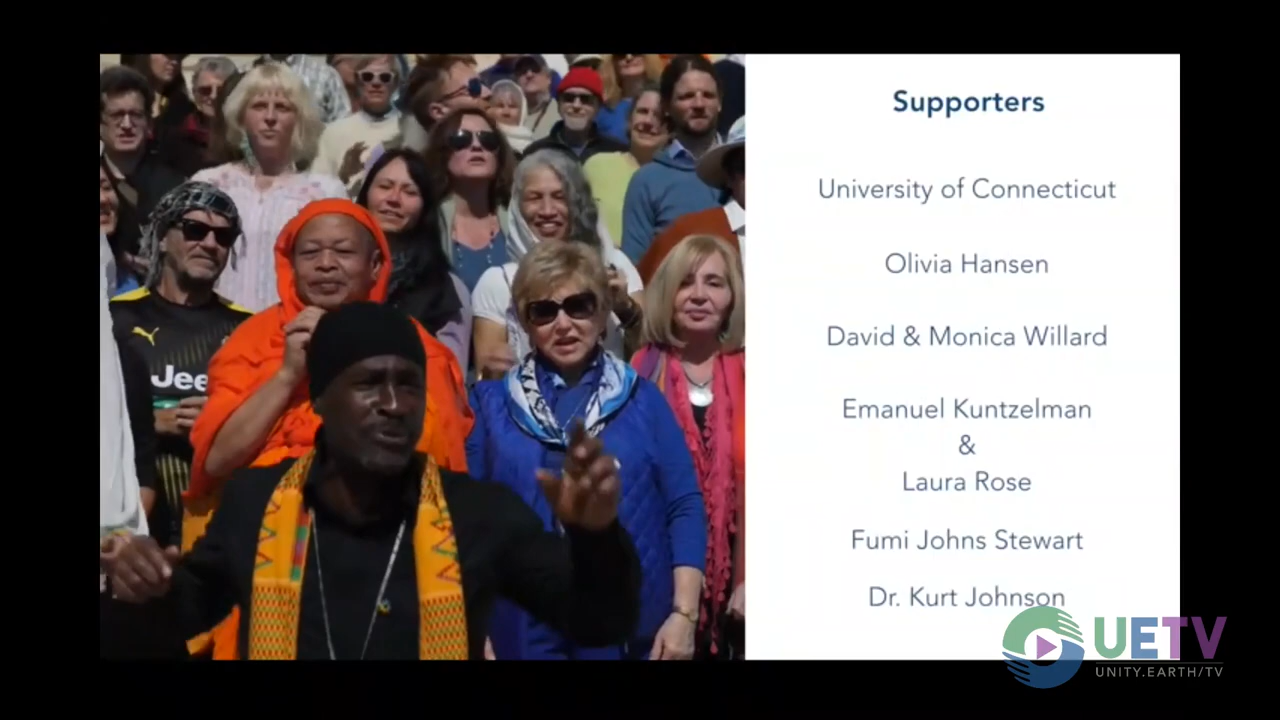 Supporters
University of Connecticut
Olivia Hansen
David & Monica Willard
Emanuel Kuntzelman
&
Laura Rose
Fumi Johns Stewart
Dr. Kurt Johnson
Jee
UETV
UNITY.EARTH/TV